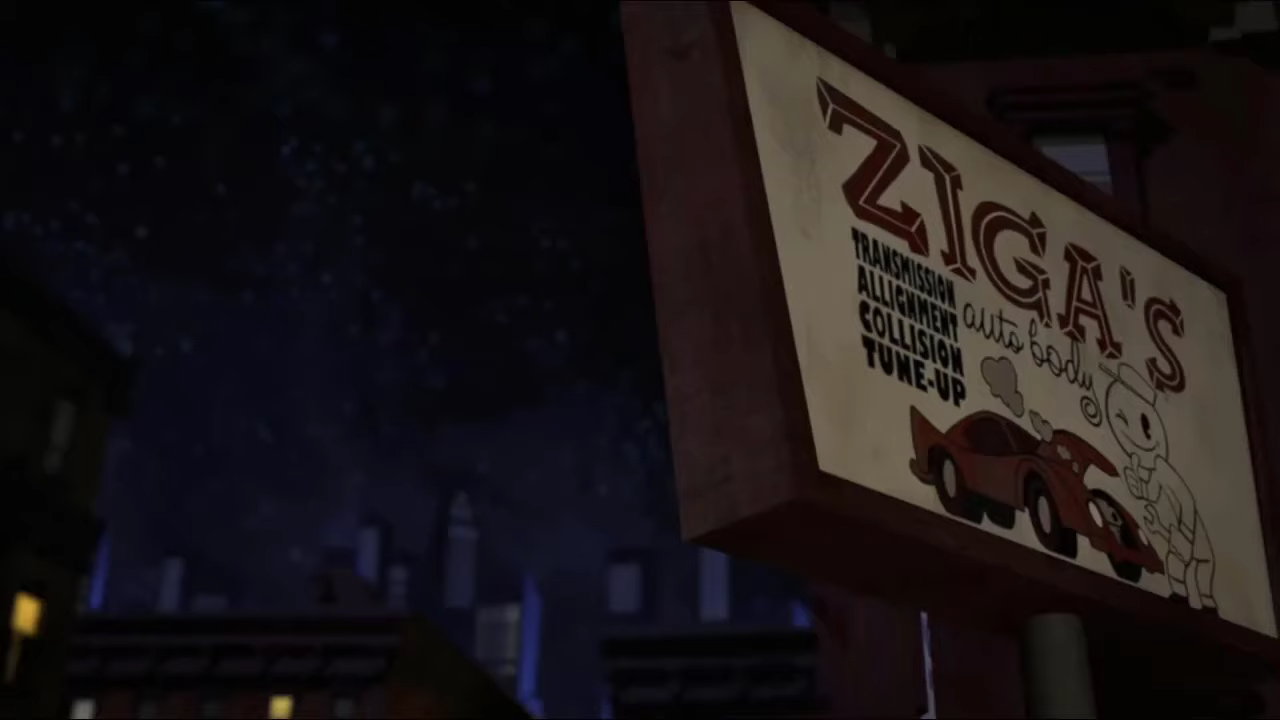 ZIGA'S
auto body
TRANSMISSION
ALLIGNMENT
COLLISION
TUNE-UP